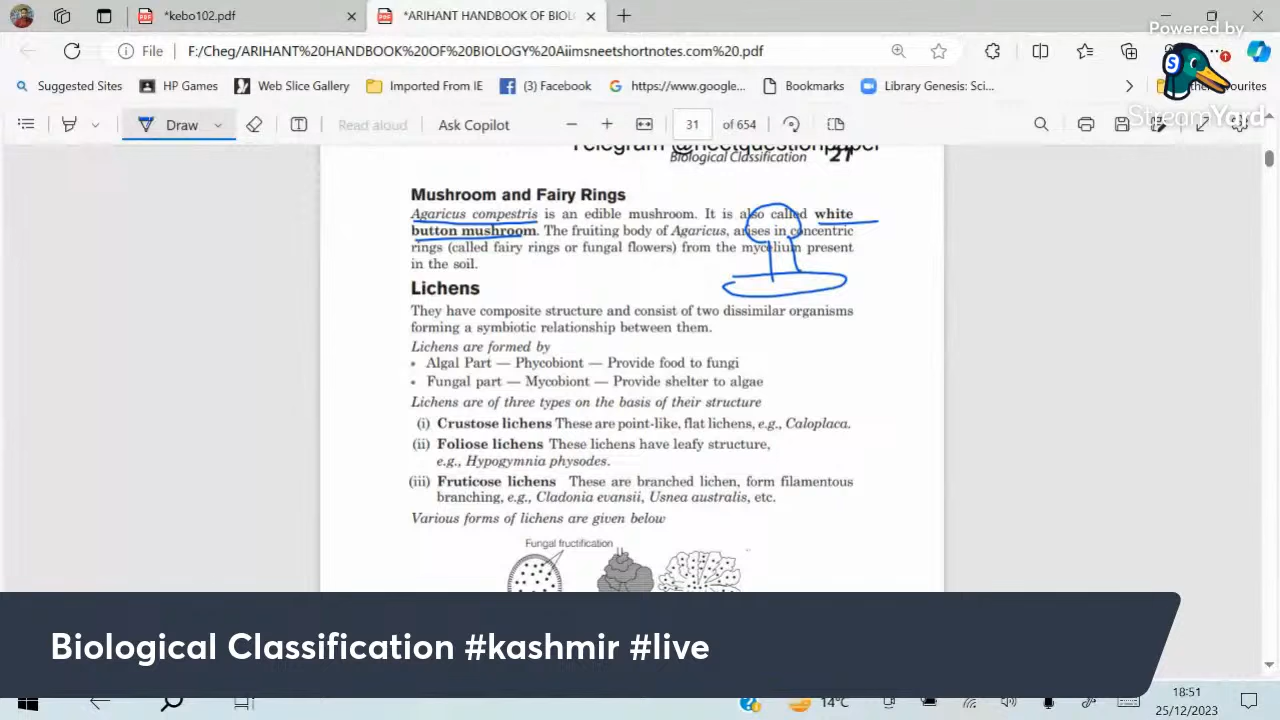 *kebo102.pdf
*ARIHANT HANDBOOK OF BIOL
Powered by
File
F:/Cheg/ARIHANT%20HANDBOOK%20OF%20BIOLOGY%20Aiimsneetshortnotes.com%20.pdf
Suggested Sites
HP Games
Web Slice Gallery
Imported From IE
(3) Facebook
https://www.google...
Bookmarks
Library Genesis: Sci...
StreamYard
Draw
Read aloud
Ask Copilot
31
of 654
Telegram @neetquestionpaper
Biological Classification 21
Mushroom and Fairy Rings
Agaricus compestris is an edible mushroom. It is also called white
button mushroom. The fruiting body of Agaricus, arises in concentric
rings (called fairy rings or fungal flowers) from the mycelium present
in the soil.
Lichens
They have composite structure and consist of two dissimilar organisms
forming a symbiotic relationship between them.
Lichens are formed by
• Algal Part — Phycobiont — Provide food to fungi
• Fungal part — Mycobiont — Provide shelter to algae
Lichens are of three types on the basis of their structure
(i) Crustose lichens These are point-like, flat lichens, e.g., Caloplaca.
(ii) Foliose lichens These lichens have leafy structure,
e.g., Hypogymnia physodes.
(iii) Fruticose lichens These are branched lichen, form filamentous
branching, e.g., Cladonia evansii, Usnea australis, etc.
Various forms of lichens are given below
Fungal fructification
Biological Classification #kashmir #live
14°C
18:51
25/12/2023